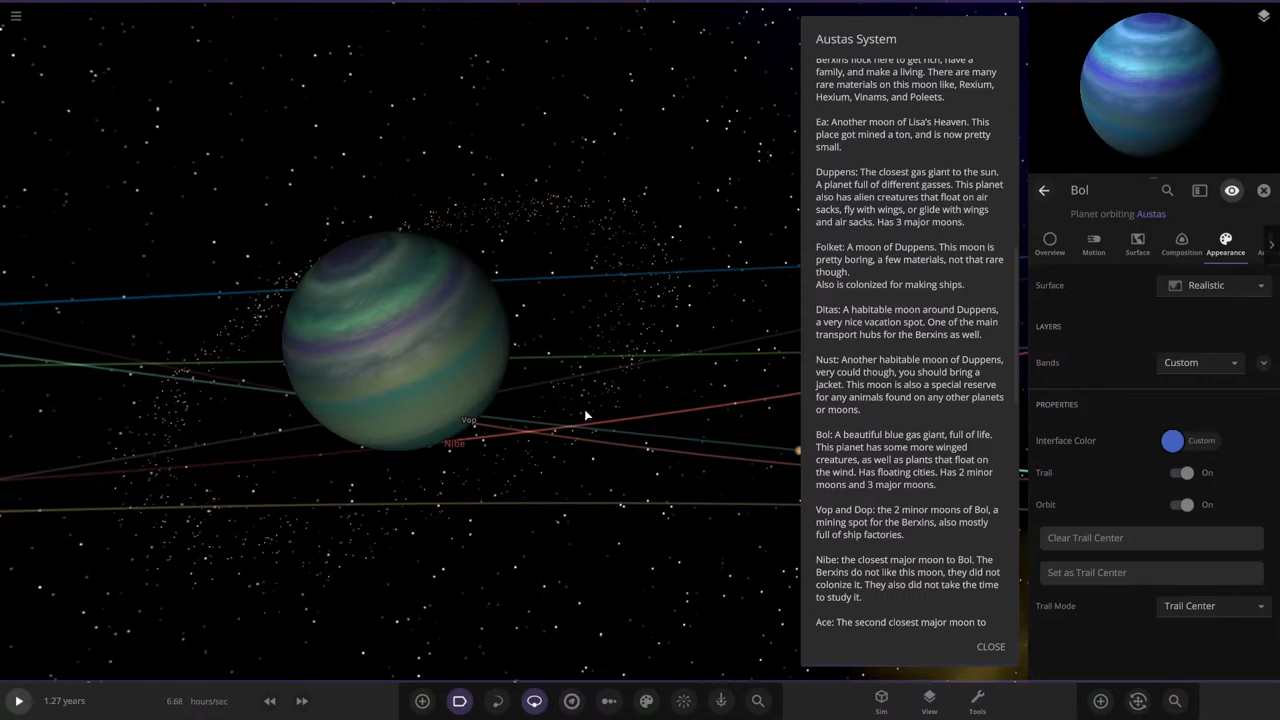 Austas System
Berxins flock here to get rich, have a
family, and make a living. There are many
rare materials on this moon like, Rexium,
Hexium, Vinams, and Poleets.
Ea: Another moon of Lisa's Heaven. This
place got mined a ton, and is now pretty
small.
Duppens: The closest gas giant to the sun.
A planet full of different gasses. This planet
also has alien creatures that float on air
sacks, fly with wings, or glide with wings
and air sacks. Has 3 major moons.
Folket: A moon of Duppens. This moon is
pretty boring, a few materials, not that rare
though.
Also is colonized for making ships.
Ditas: A habitable moon around Duppens,
a very nice vacation spot. One of the main
transport hubs for the Berxins as well.
Nust: Another habitable moon of Duppens,
very could though, you should bring a
jacket. This moon is also a special reserve
for any animals found on any other planets
or moons.
Bol: A beautiful blue gas giant, full of life.
This planet has some more winged
creatures, as well as plants that float on
the wind. Has floating cities. Has 2 minor
moons and 3 major moons.
Vop and Dop: the 2 minor moons of Bol, a
mining spot for the Berxins, also mostly
full of ship factories.
Nibe: the closest major moon to Bol. The
Berxins do not like this moon, they did not
colonize it. They also did not take the time
to study it.
Ace: The second closest major moon to
CLOSE
Vop
Nibe
Bol
Planet orbiting Austas
Overview Motion Surface Composition Appearance
Surface Realistic
LAYERS
Bands Custom
PROPERTIES
Interface Color Custom
Trail On
Orbit On
Clear Trail Center
Set as Trail Center
Trail Mode Trail Center
1.27 years 6.68 hours/sec
Sim View Tools